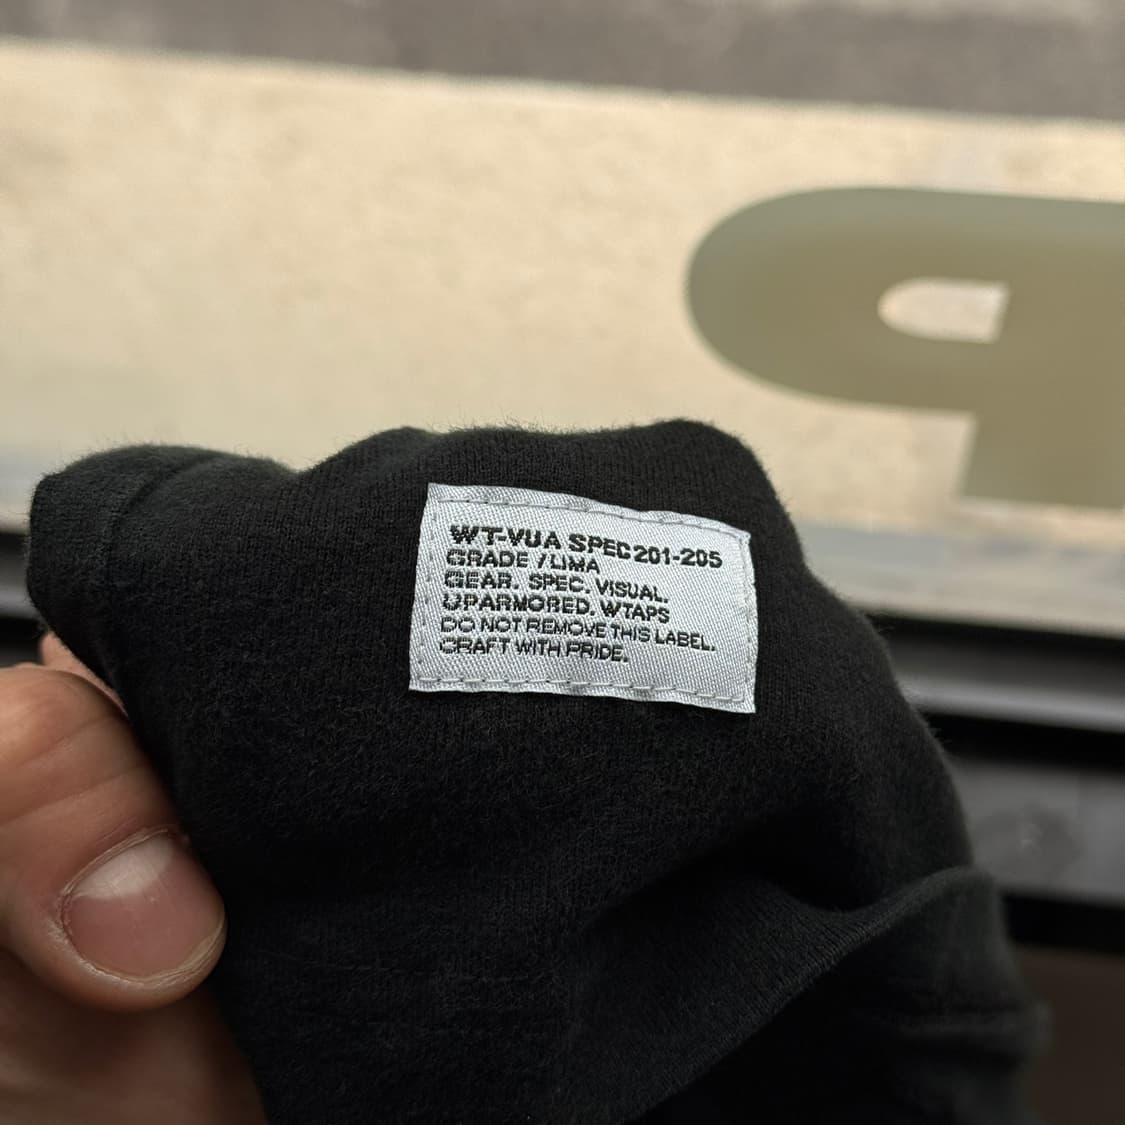 WT-VUA SPEC201-205
GRADE /LIMA
GEAR. SPEC. VISUAL.
UPARMORED. WTAPS
DO NOT REMOVE THIS LABEL.
CRAFT WITH PRIDE.
P